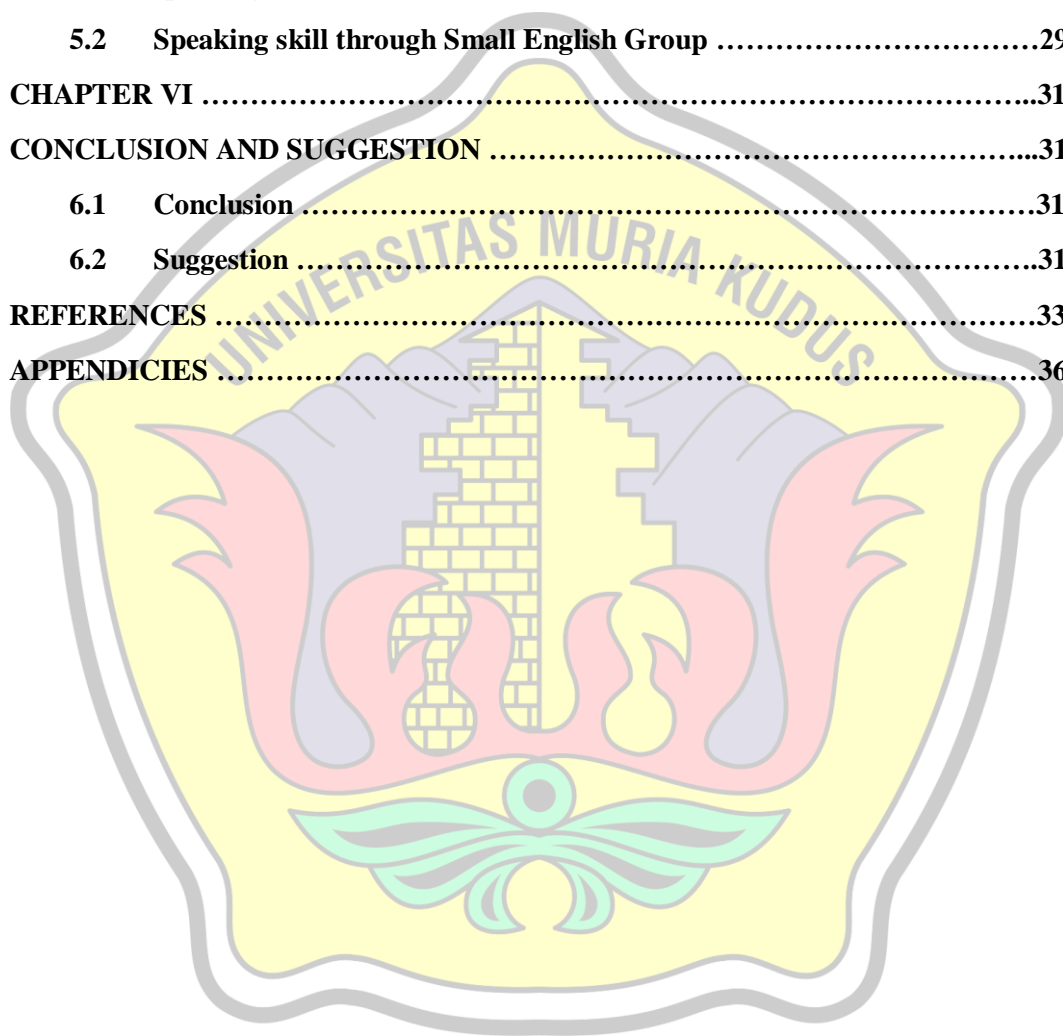 5.2 Speaking skill through Small English Group ……………………………29
CHAPTER VI …………………………………………………………………………..31
CONCLUSION AND SUGGESTION ………………………………………………...31
6.1 Conclusion ………………………………………………………………….31
6.2 Suggestion …………………………………………………………………..31
UNIVERSITAS MURIA KUDUS
REFERENCES …………………………………………………………………………33
APPENDICIES …………………………………………………………………………36